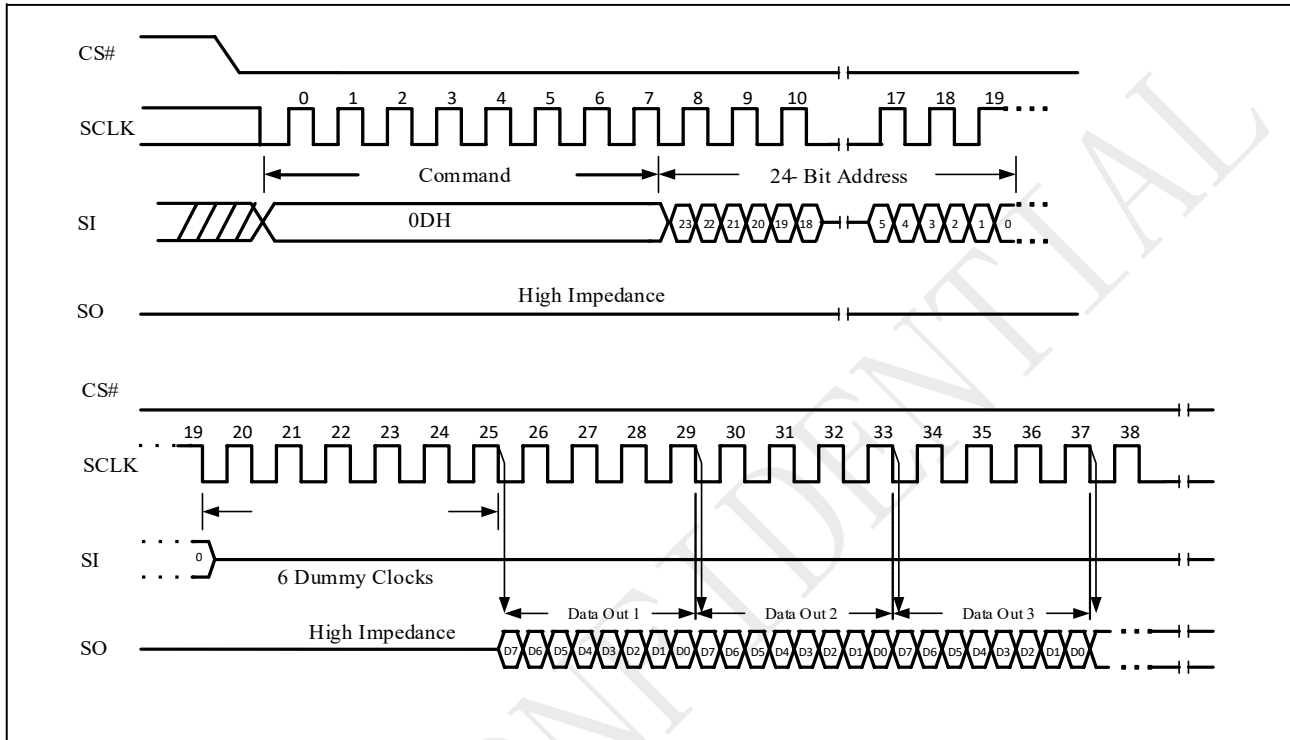 CS#
0 1 2 3 4 5 6 7 8 9 10 17 18 19
SCLK
Command 24- Bit Address
SI 0DH 23 22 21 20 19 18 5 4 3 2 1 0
High Impedance
SO
CS#
19 20 21 22 23 24 25 26 27 28 29 30 31 32 33 34 35 36 37 38
SCLK
SI 0
6 Dummy Clocks
Data Out 1 Data Out 2 Data Out 3
High Impedance
SO D7 D6 D5 D4 D3 D2 D1 D0 D7 D6 D5 D4 D3 D2 D1 D0 D7 D6 D5 D4 D3 D2 D1 D0
NFIDENTIAL